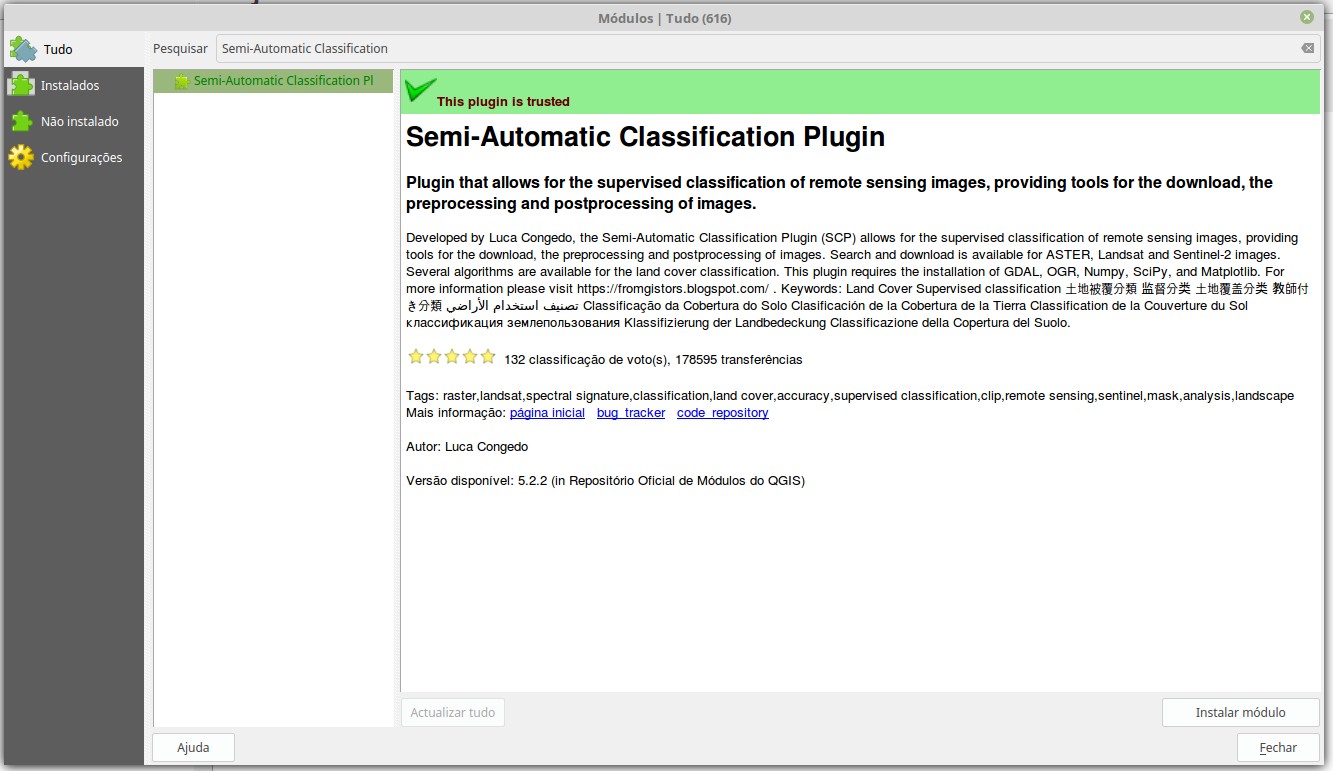 Módulos | Tudo (616)
Tudo
Instalados
Não instalado
Configurações
Pesquisar Semi-Automatic Classification
Semi-Automatic Classification Pl
This plugin is trusted
Semi-Automatic Classification Plugin
Plugin that allows for the supervised classification of remote sensing images, providing tools for the download, the
preprocessing and postprocessing of images.
Developed by Luca Congedo, the Semi-Automatic Classification Plugin (SCP) allows for the supervised classification of remote sensing images, providing
tools for the download, the preprocessing and postprocessing of images. Search and download is available for ASTER, Landsat and Sentinel-2 images.
Several algorithms are available for the land cover classification. This plugin requires the installation of GDAL, OGR, Numpy, SciPy, and Matplotlib. For
more information please visit https://fromgistors.blogspot.com/ . Keywords: Land Cover Supervised classification 土地被覆分類 监督分类 土地覆盖分类 教師付
き分類 تصنيف استخدام الأراضي Classificação da Cobertura do Solo Clasificación de la Cobertura de la Tierra Classification de la Couverture du Sol
классификация землепользования Klassifizierung der Landbedeckung Classificazione della Copertura del Suolo.
132 classificação de voto(s), 178595 transferências
Tags: raster,landsat,spectral signature,classification,land cover,accuracy,supervised classification,clip,remote sensing,sentinel,mask,analysis,landscape
Mais informação: página inicial bug_tracker code_repository
Autor: Luca Congedo
Versão disponível: 5.2.2 (in Repositório Oficial de Módulos do QGIS)
Actualizar tudo
Instalar módulo
Ajuda
Fechar